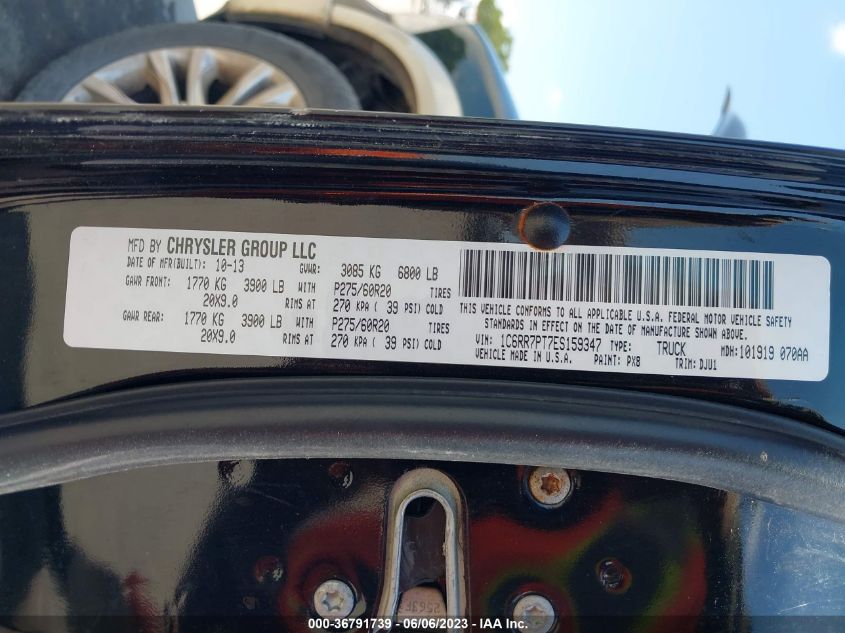 MFD BY CHRYSLER GROUP LLC
DATE OF MFR(BUILT): 10-13 GVWR: 3085 KG 6800 LB
GAWR FRONT: 1770 KG 3900 LB WITH P275/60R20 TIRES
20X9.0 RIMS AT 270 KPA ( 39 PSI) COLD
GAWR REAR: 1770 KG 3900 LB WITH P275/60R20 TIRES
20X9.0 RIMS AT 270 KPA ( 39 PSI) COLD
THIS VEHICLE CONFORMS TO ALL APPLICABLE U.S.A. FEDERAL MOTOR VEHICLE SAFETY
STANDARDS IN EFFECT ON THE DATE OF MANUFACTURE SHOWN ABOVE.
VIN: 1C6RR7PT7ES159347 TYPE: TRUCK MDH:101919 070AA
MADE IN U.S.A. PAINT: PX8 TRIM: DJU1
000-36791739 - 06/06/2023 - IAA Inc.